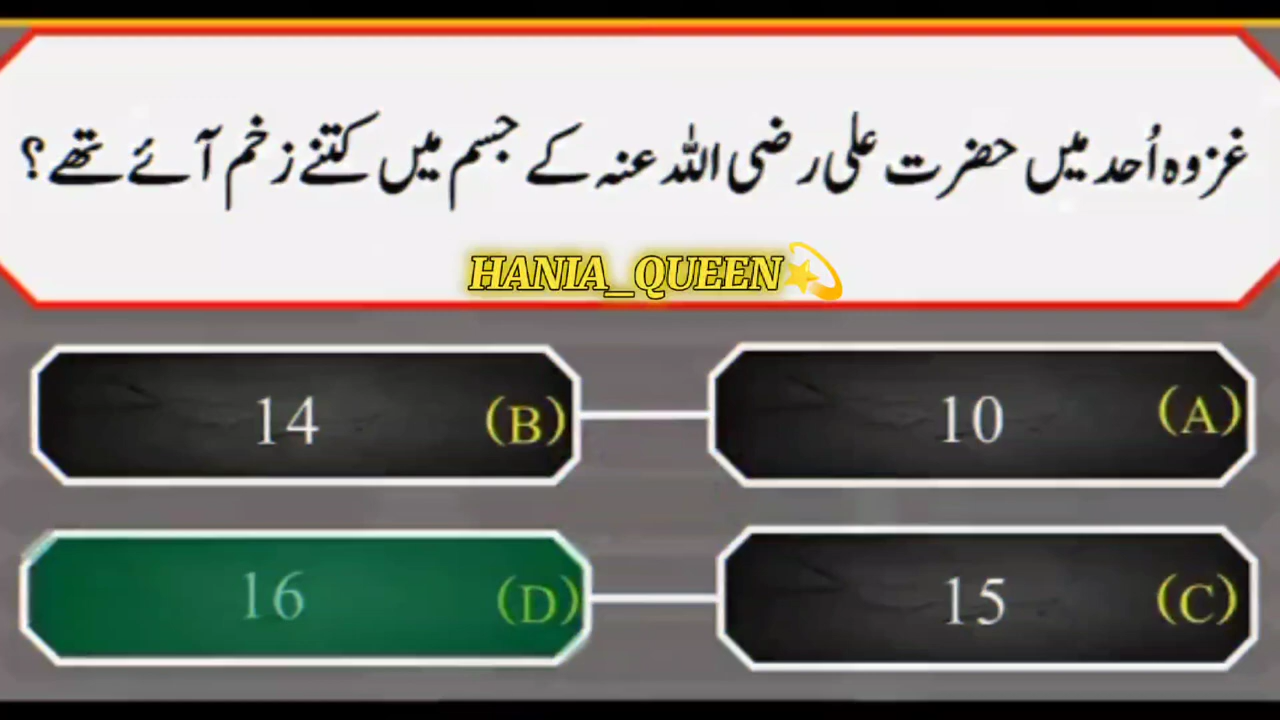 غزوہ اُحد میں حضرت علی رضی اللہ عنہ کے جسم میں کتنے زخم آئے تھے؟
HANIA_QUEEN💫
(A) 10
(B) 14
(C) 15
(D) 16